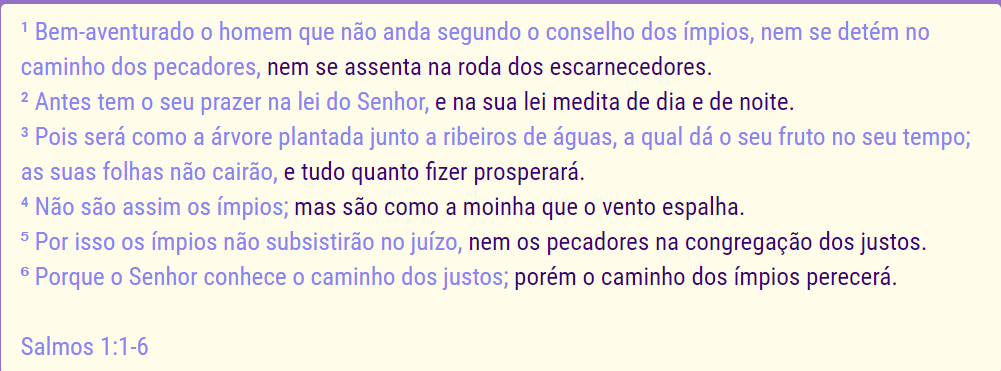 ¹ Bem-aventurado o homem que não anda segundo o conselho dos ímpios, nem se detém no
caminho dos pecadores, nem se assenta na roda dos escarnecedores.
² Antes tem o seu prazer na lei do Senhor, e na sua lei medita de dia e de noite.
³ Pois será como a árvore plantada junto a ribeiros de águas, a qual dá o seu fruto no seu tempo;
as suas folhas não cairão, e tudo quanto fizer prosperará.
⁴ Não são assim os ímpios; mas são como a moinha que o vento espalha.
⁵ Por isso os ímpios não subsistirão no juízo, nem os pecadores na congregação dos justos.
⁶ Porque o Senhor conhece o caminho dos justos; porém o caminho dos ímpios perecerá.
Salmos 1:1-6